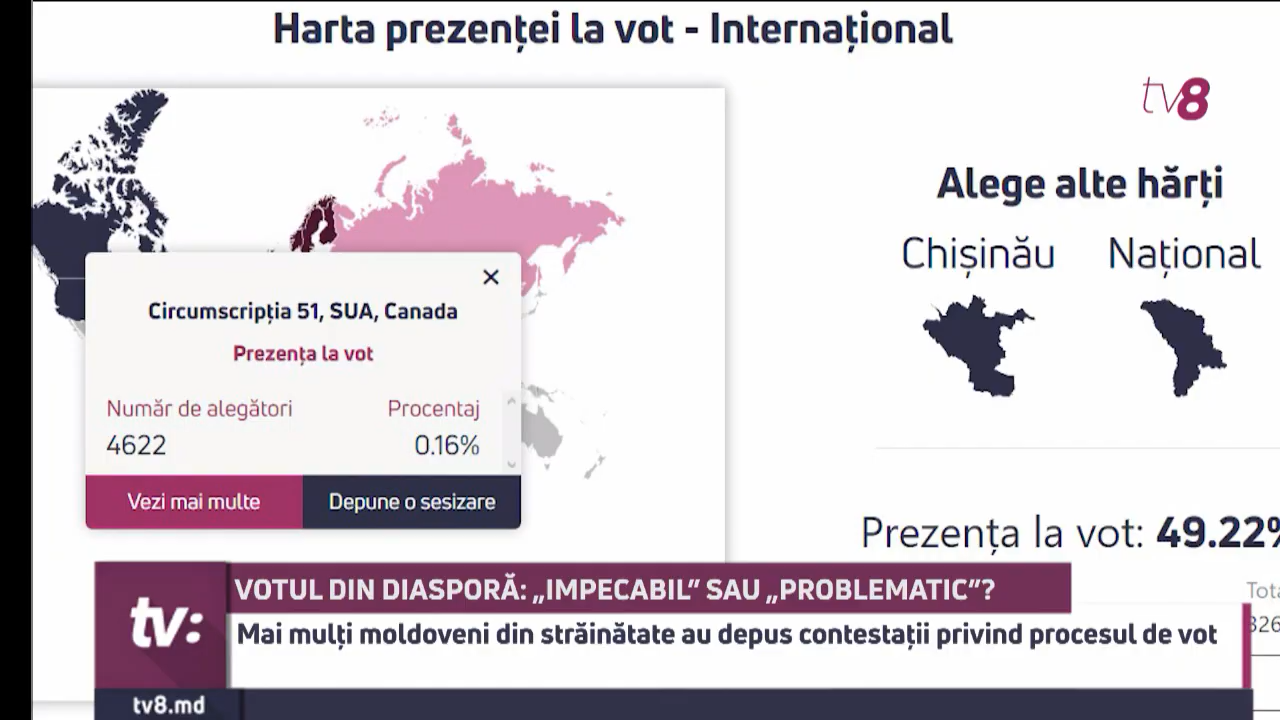 Harta prezenței la vot - Internațional
tv8
Alege alte hărți
Chișinău
Național
Circumscripția 51, SUA, Canada
Prezența la vot
Număr de alegători
Procentaj
4622
0.16%
Vezi mai multe
Depune o sesizare
Prezența la vot: 49.22%
VOTUL DIN DIASPORĂ: „IMPECABIL” SAU „PROBLEMATIC”?
Mai mulți moldoveni din străinătate au depus contestații privind procesul de vot
tv:
tv8.md